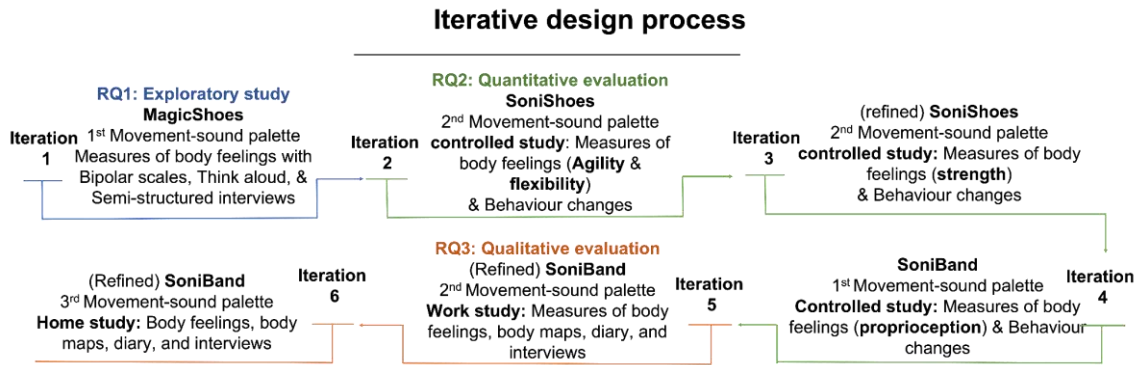 Iterative design process
RQ1: Exploratory study
MagicShoes
Iteration
1
1st Movement-sound palette
Measures of body feelings with
Bipolar scales, Think aloud, &
Semi-structured interviews
RQ2: Quantitative evaluation
SoniShoes
Iteration
2
2nd Movement-sound palette
controlled study: Measures of
body feelings (Agility &
flexibility)
& Behaviour changes
Iteration
3
(refined) SoniShoes
2nd Movement-sound palette
controlled study: Measures of body
feelings (strength)
& Behaviour changes
(Refined) SoniBand
3rd Movement-sound palette
Home study: Body feelings, body
maps, diary, and interviews
Iteration
6
RQ3: Qualitative evaluation
(Refined) SoniBand
2nd Movement-sound palette
Work study: Measures of body
feelings, body maps, diary, and
interviews
Iteration
5
SoniBand
1st Movement-sound palette
Controlled study: Measures of body
feelings (proprioception) & Behaviour
changes
Iteration
4